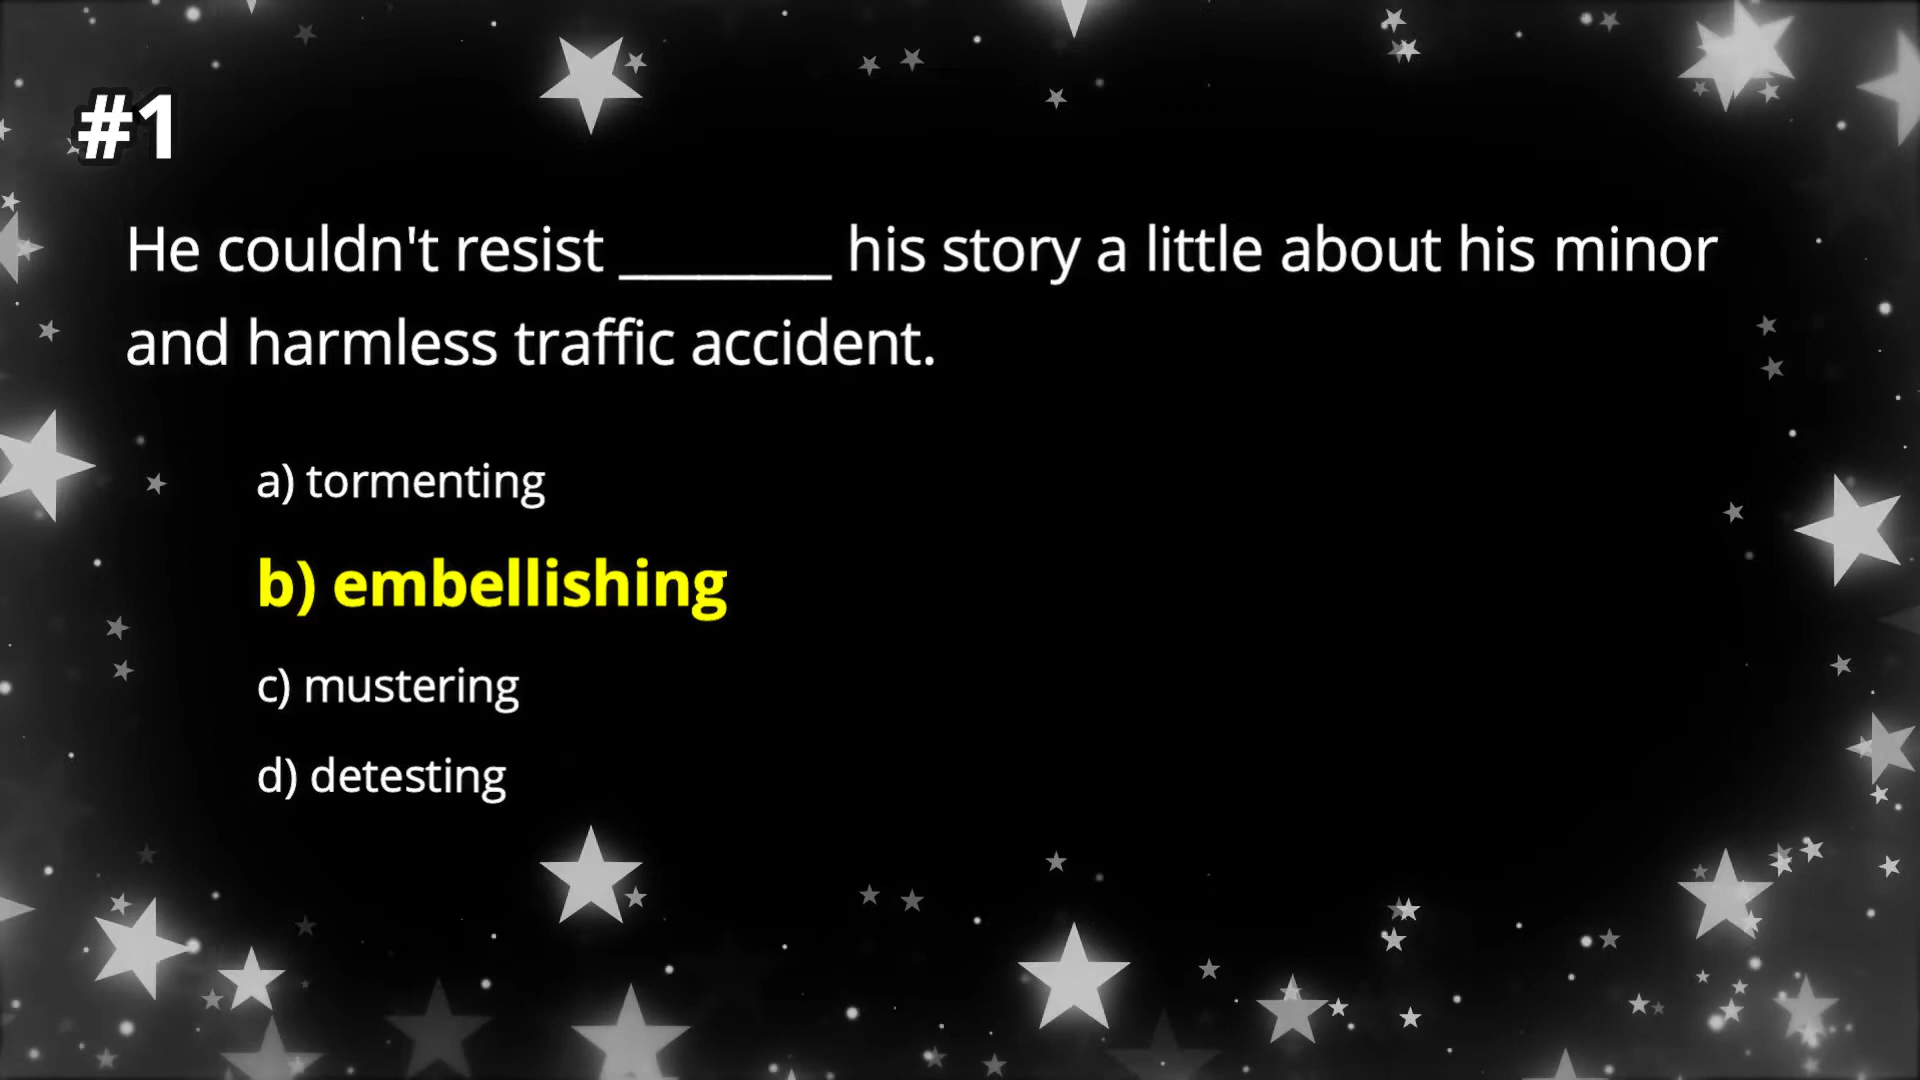 #1
He couldn't resist ________ his story a little about his minor
and harmless traffic accident.
a) tormenting
b) embellishing
c) mustering
d) detesting